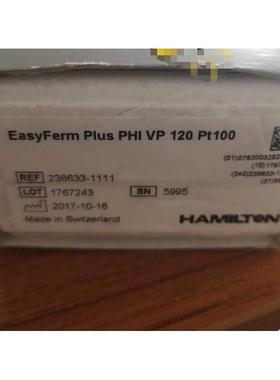 EasyFerm Plus PHI VP 120 Pt100
REF 238633-1111
LOT 1767243 SN 5995
2017-10-16
Made in Switzerland
HAMILTON